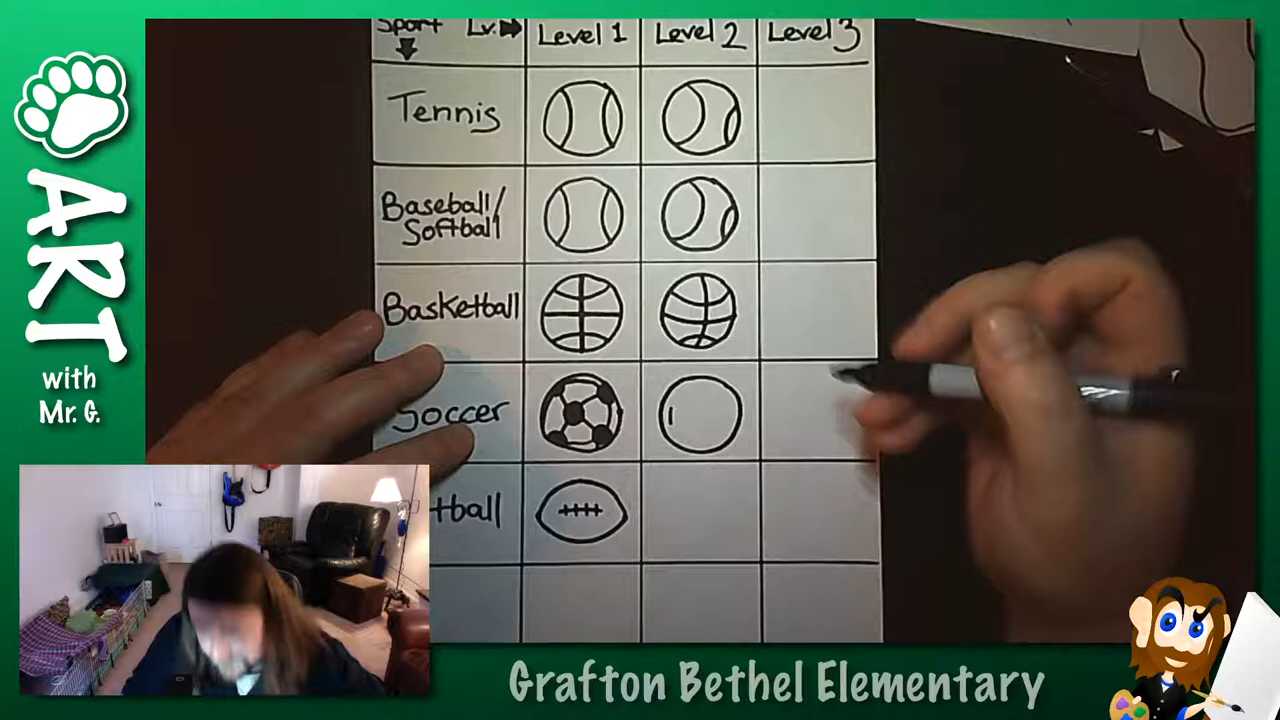 Sport Lv. Level 1 Level 2 Level 3
Tennis
Baseball/
Softball
Basketball
Soccer
tball
ART
with
Mr. G.
Grafton Bethel Elementary